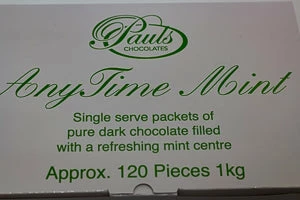 Pauls
CHOCOLATES
AnyTime Mint
Single serve packets of
pure dark chocolate filled
with a refreshing mint centre
Approx. 120 Pieces 1kg